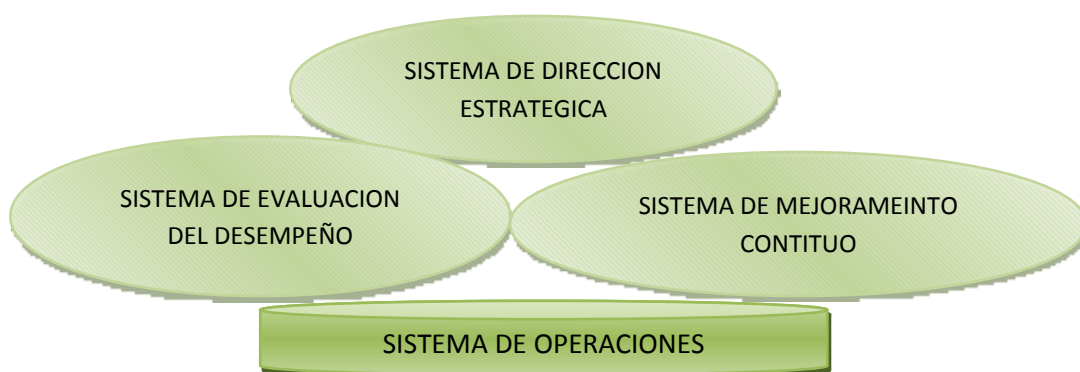 SISTEMA DE DIRECCION
ESTRATEGICA
SISTEMA DE EVALUACION
DEL DESEMPEÑO
SISTEMA DE MEJORAMEINTO
CONTITUO
SISTEMA DE OPERACIONES